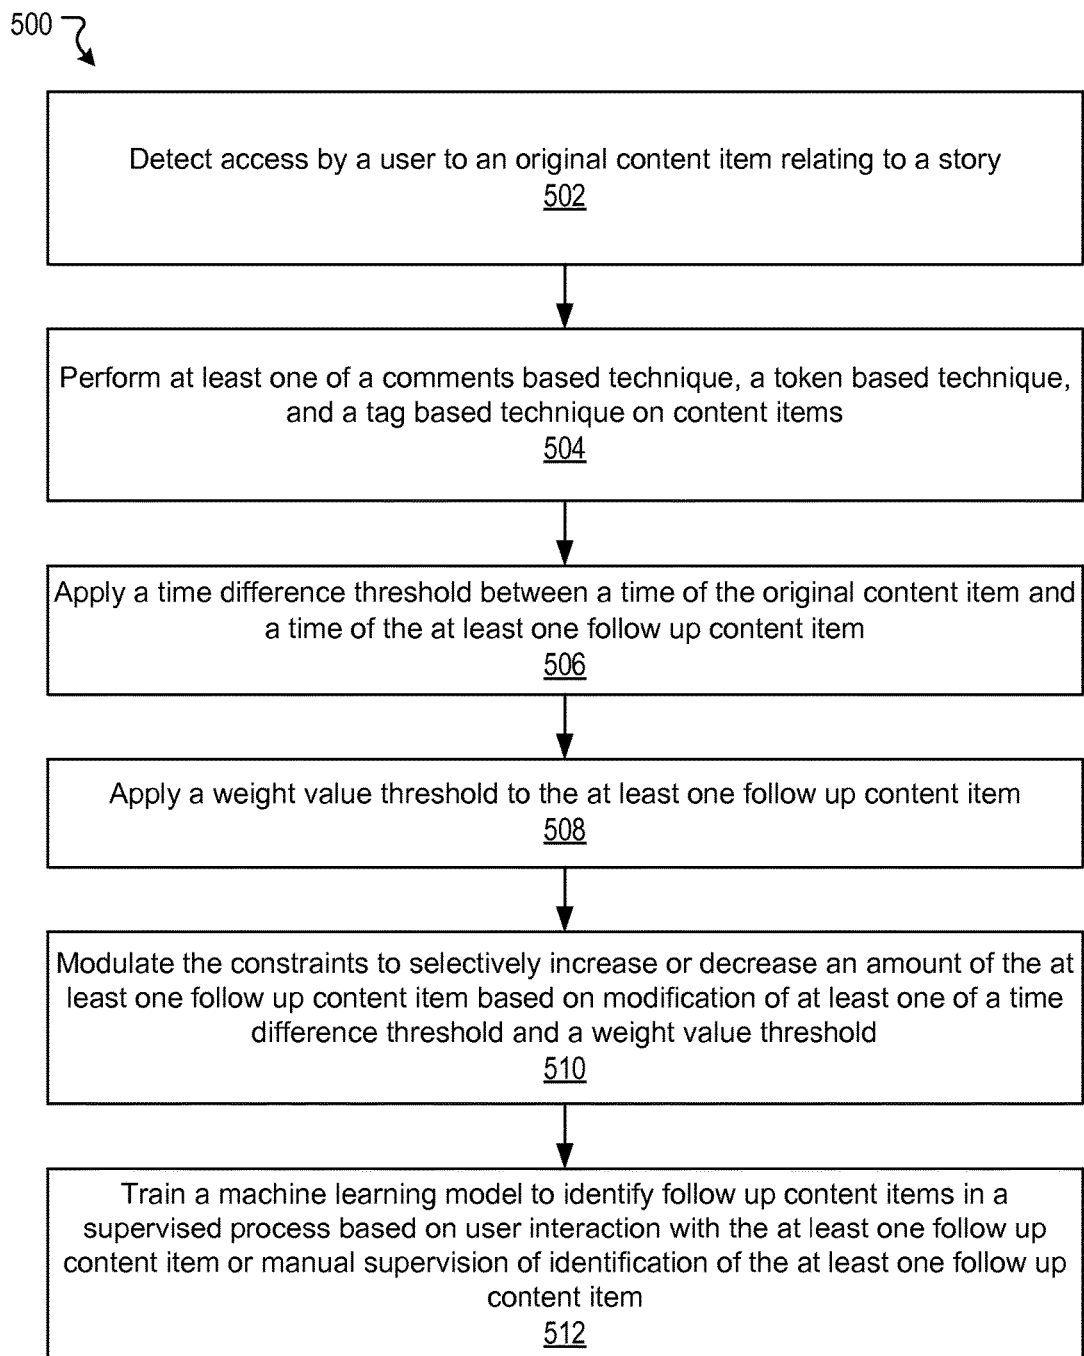 500
Detect access by a user to an original content item relating to a story
502
Perform at least one of a comments based technique, a token based technique,
and a tag based technique on content items
504
Apply a time difference threshold between a time of the original content item and
a time of the at least one follow up content item
506
Apply a weight value threshold to the at least one follow up content item
508
Modulate the constraints to selectively increase or decrease an amount of the at
least one follow up content item based on modification of at least one of a time
difference threshold and a weight value threshold
510
Train a machine learning model to identify follow up content items in a
supervised process based on user interaction with the at least one follow up
content item or manual supervision of identification of the at least one follow up
content item
512